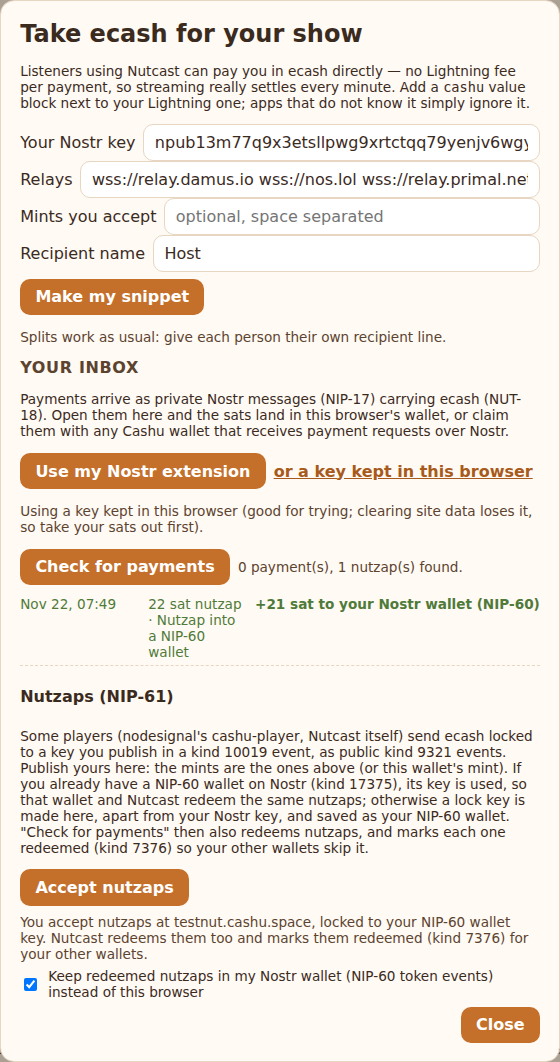 Take ecash for your show
Listeners using Nutcast can pay you in ecash directly — no Lightning fee
per payment, so streaming really settles every minute. Add a cashu value
block next to your Lightning one; apps that do not know it simply ignore it.
Your Nostr key npub13m77q9x3etsllpwg9xrtctqq79yenjv6wgy
Relays wss://relay.damus.io wss://nos.lol wss://relay.primal.net
Mints you accept optional, space separated
Recipient name Host
Make my snippet
Splits work as usual: give each person their own recipient line.
YOUR INBOX
Payments arrive as private Nostr messages (NIP-17) carrying ecash (NUT-
18). Open them here and the sats land in this browser's wallet, or claim
them with any Cashu wallet that receives payment requests over Nostr.
Use my Nostr extension or a key kept in this browser
Using a key kept in this browser (good for trying; clearing site data loses it,
so take your sats out first).
Check for payments 0 payment(s), 1 nutzap(s) found.
Nov 22, 07:49 22 sat nutzap +21 sat to your Nostr wallet (NIP-60)
· Nutzap into
a NIP-60
wallet
Nutzaps (NIP-61)
Some players (nodesignal's cashu-player, Nutcast itself) send ecash locked
to a key you publish in a kind 10019 event, as public kind 9321 events.
Publish yours here: the mints are the ones above (or this wallet's mint). If
you already have a NIP-60 wallet on Nostr (kind 17375), its key is used, so
that wallet and Nutcast redeem the same nutzaps; otherwise a lock key is
made here, apart from your Nostr key, and saved as your NIP-60 wallet.
"Check for payments" then also redeems nutzaps, and marks each one
redeemed (kind 7376) so your other wallets skip it.
Accept nutzaps
You accept nutzaps at testnut.cashu.space, locked to your NIP-60 wallet
key. Nutcast redeems them too and marks them redeemed (kind 7376) for
your other wallets.
Keep redeemed nutzaps in my Nostr wallet (NIP-60 token events)
instead of this browser
Close